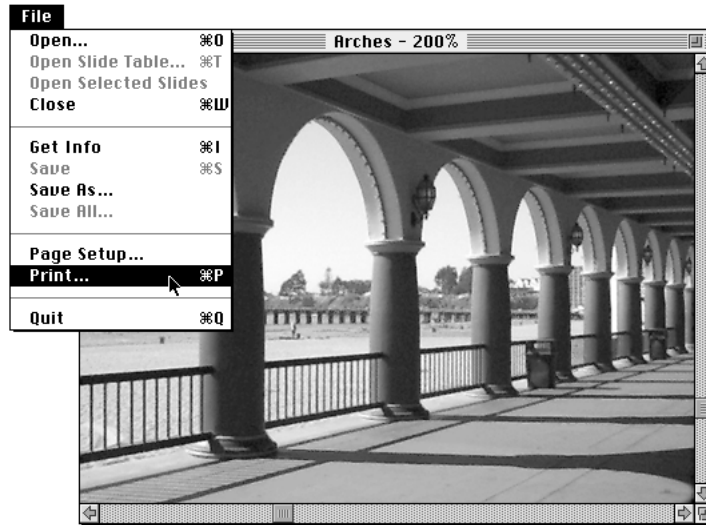 File
Arches - 200%
Open... ⌘O
Open Slide Table... ⌘T
Open Selected Slides
Close ⌘W
Get Info ⌘I
Save ⌘S
Save As...
Save All...
Page Setup...
Print... ⌘P
Quit ⌘Q